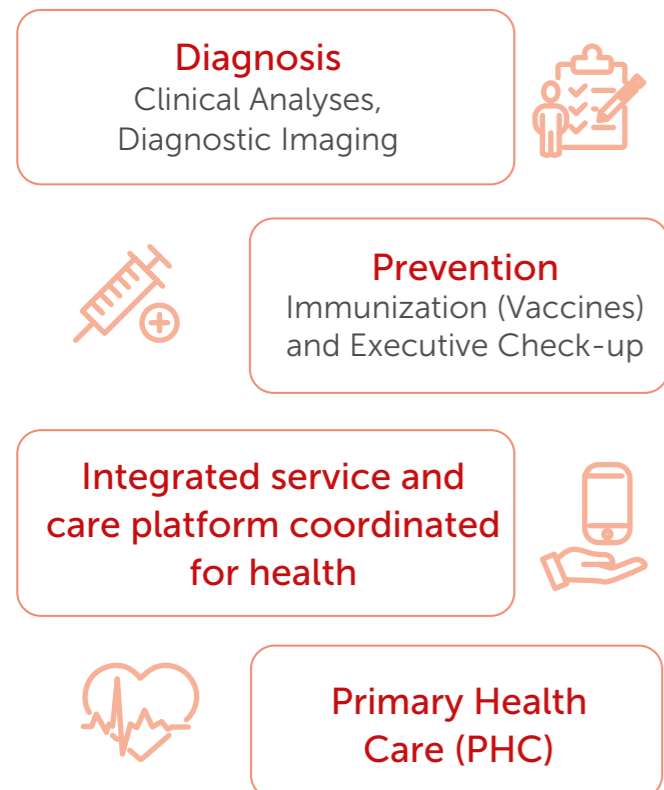 Diagnosis
Clinical Analyses,
Diagnostic Imaging
Prevention
Immunization (Vaccines)
and Executive Check-up
Integrated service and
care platform coordinated
for health
Primary Health
Care (PHC)